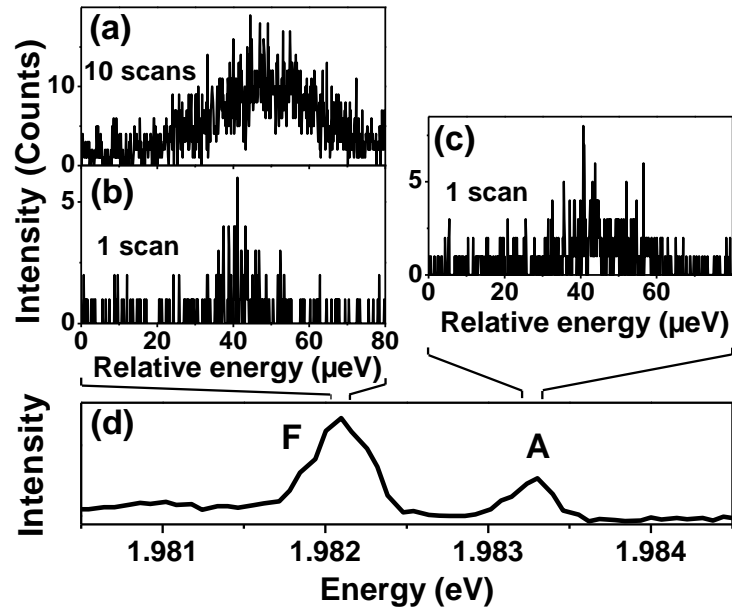 (a)
10 scans
10
0
Intensity (Counts)
(b)
1 scan
5
0
0 20 40 60 80
Relative energy (µeV)
(c)
1 scan
5
0
0 20 40 60
Relative energy (µeV)
(d)
F
A
Intensity
1.981 1.982 1.983 1.984
Energy (eV)